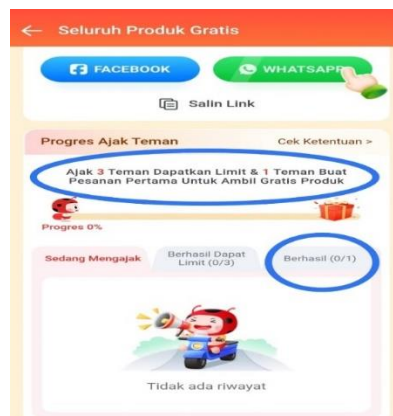 Seluruh Produk Gratis
FACEBOOK
WHATSAPP
Salin Link
Progres Ajak Teman
Cek Ketentuan >
Ajak 3 Teman Dapatkan Limit & 1 Teman Buat
Pesanan Pertama Untuk Ambil Gratis Produk
Progres 0%
Sedang Mengajak
Berhasil Dapat
Limit (0/3)
Berhasil (0/1)
Tidak ada riwayat